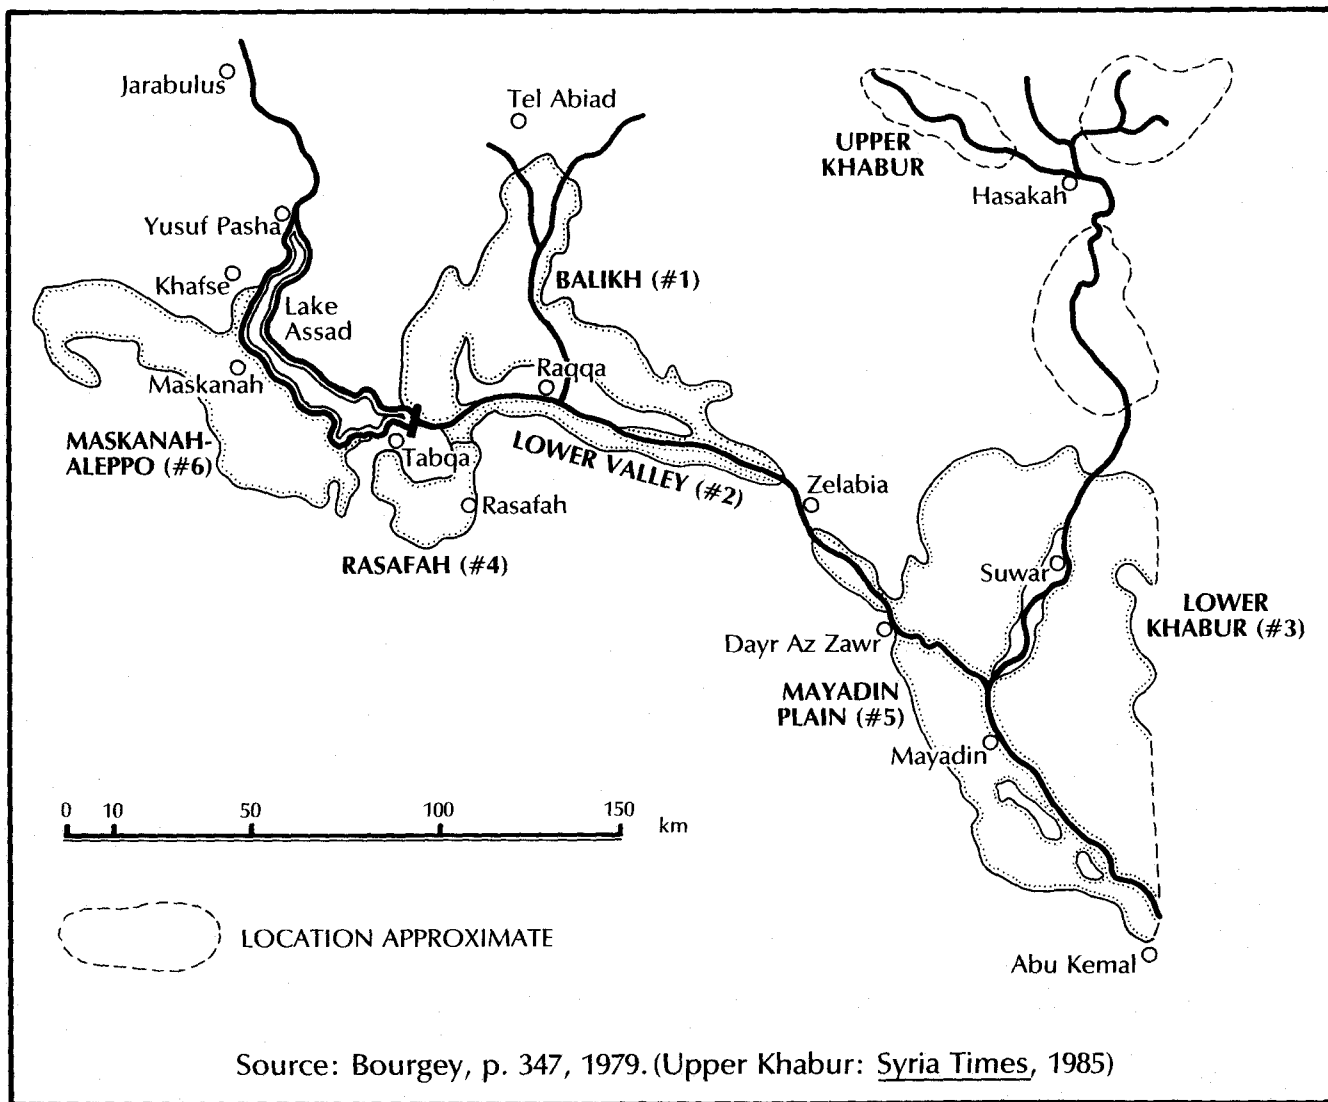 Jarabulus
Tel Abiad
UPPER
KHABUR
Hasakah
Yusuf Pasha
Khafse
Lake
Assad
BALIKH (#1)
Maskanah
Raqqa
MASKANAH-
ALEPPO (#6)
Tabqa
LOWER VALLEY (#2)
Rasafah
RASAFAH (#4)
Zelabia
Suwar
LOWER
KHABUR (#3)
Dayr Az Zawr
MAYADIN
PLAIN (#5)
Mayadin
0 10 50 100 150 km
LOCATION APPROXIMATE
Abu Kemal
Source: Bourgey, p. 347, 1979. (Upper Khabur: Syria Times, 1985)